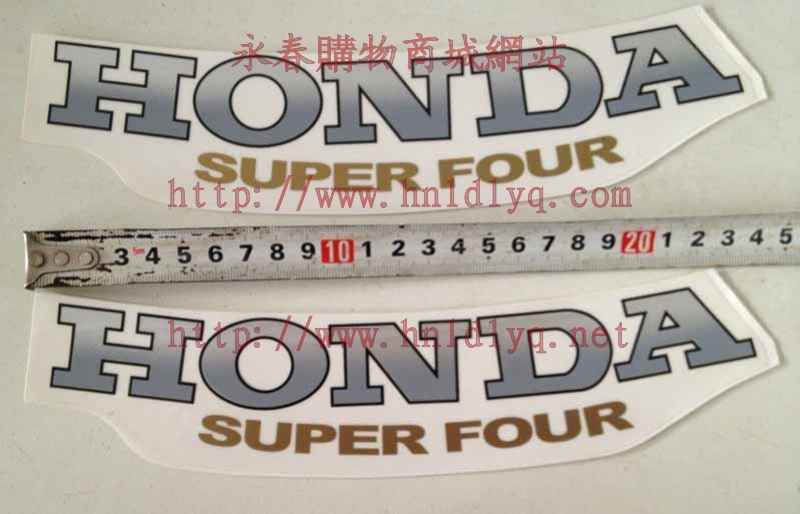 永春購物商城網站
HONDA
SUPER FOUR
http://www.hnldlyq.com
3 5m 4 5 6 7 8 9 10 1 2 3 4 5 6 7 8 9 20 1 2 3 4 5
HONDA
http://www.hnldlyq.net
SUPER FOUR